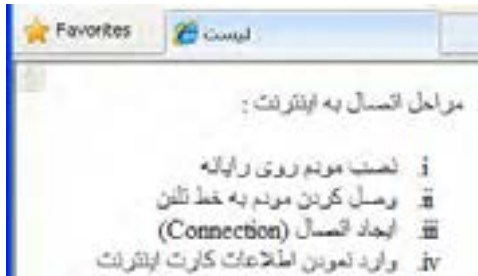 Favorites
لیست
مراحل اتصال به اینترنت :
i. نصب مودم روی رایانه
ii. وصل کردن مودم به خط تلفن
iii. ایجاد اتصال (Connection)
iv. وارد نمودن اطلاعات کارت اینترنت